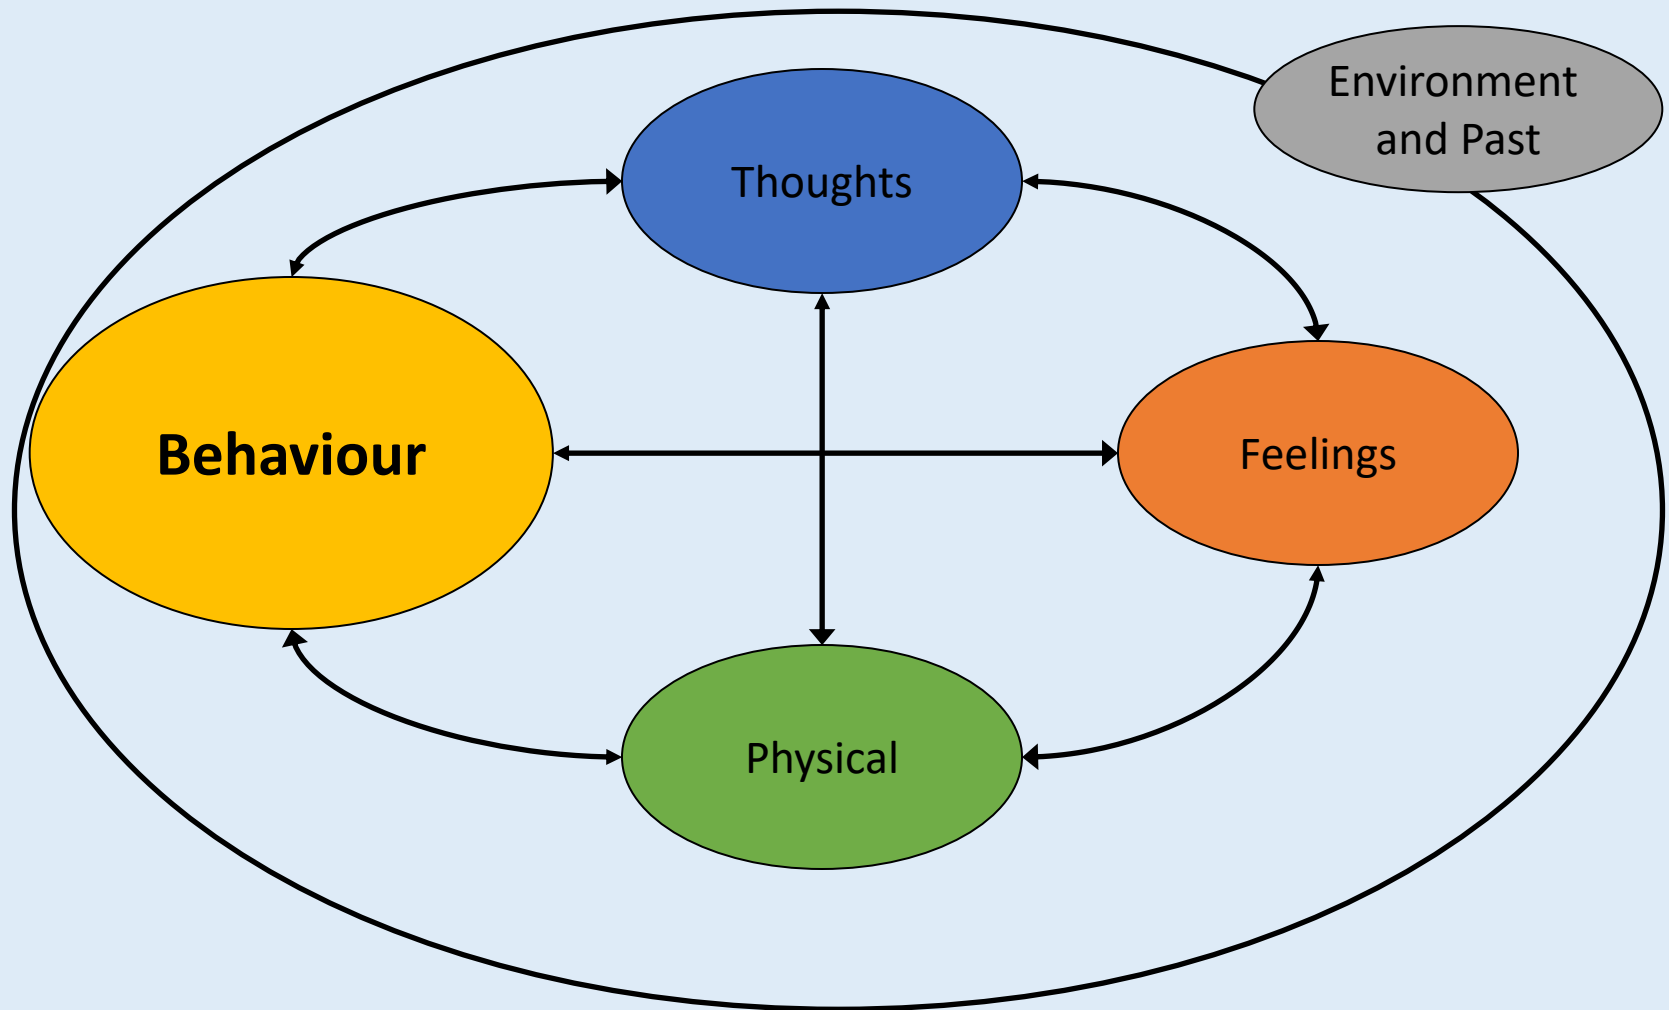 Environment
and Past
Thoughts
Behaviour
Feelings
Physical